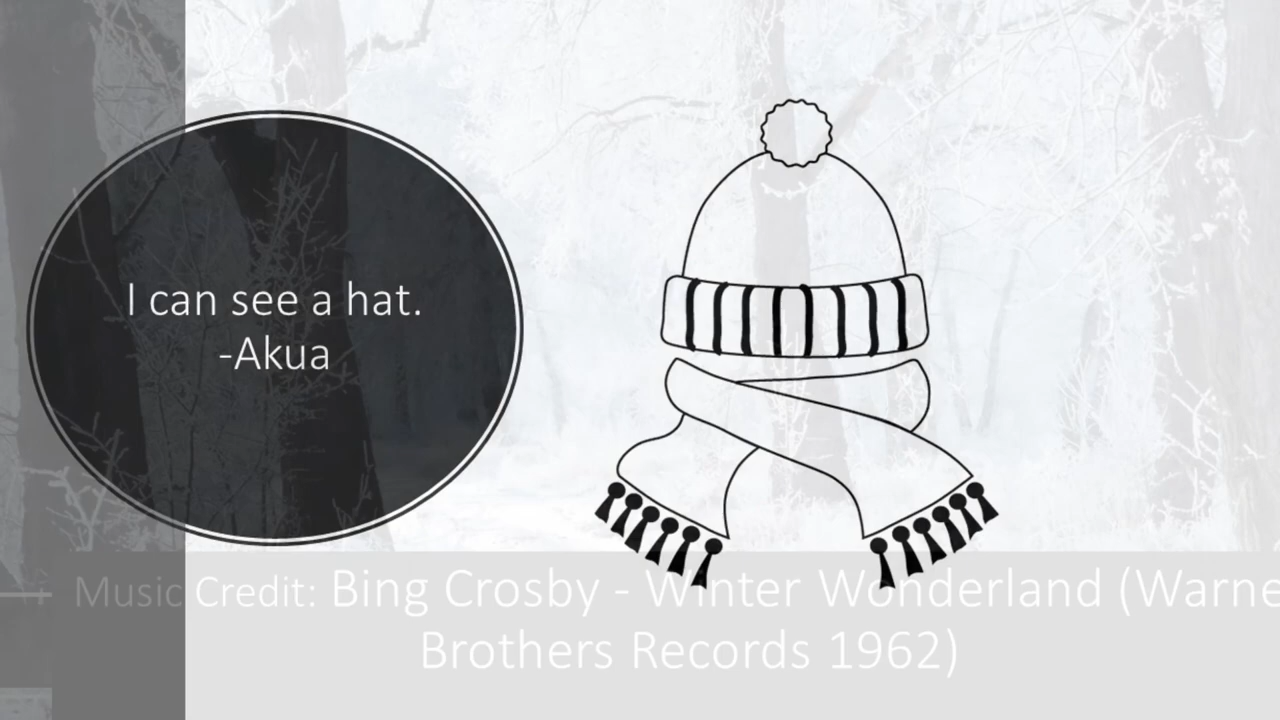 I can see a hat.
-Akua
Music Credit: Bing Crosby - Winter Wonderland (Warne
Brothers Records 1962)